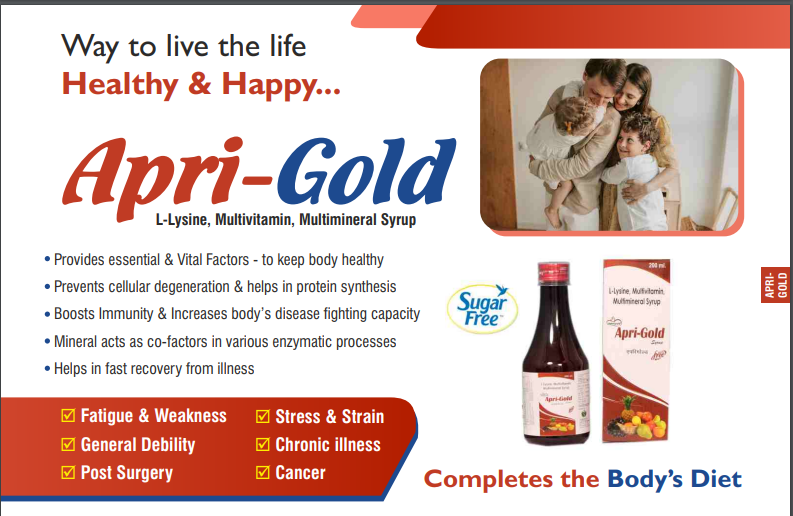 Way to live the life
Healthy & Happy...
Apri-Gold
L-Lysine, Multivitamin, Multimineral Syrup
• Provides essential & Vital Factors - to keep body healthy
• Prevents cellular degeneration & helps in protein synthesis
• Boosts Immunity & Increases body's disease fighting capacity
• Mineral acts as co-factors in various enzymatic processes
• Helps in fast recovery from illness
Sugar
Free
200 ml.
L-Lysine, Multivitamin,
Multimineral Syrup
Apri-Gold
Syrup
Apri-Gold
APRI-
GOLD
☑ Fatigue & Weakness
☑ General Debility
☑ Post Surgery
☑ Stress & Strain
☑ Chronic illness
☑ Cancer
Completes the Body's Diet